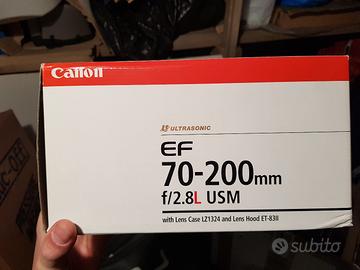 Canon
ULTRASONIC
EF
70-200mm
f/2.8L USM
with Lens Case LZ1324 and Lens Hood ET-83II
subito